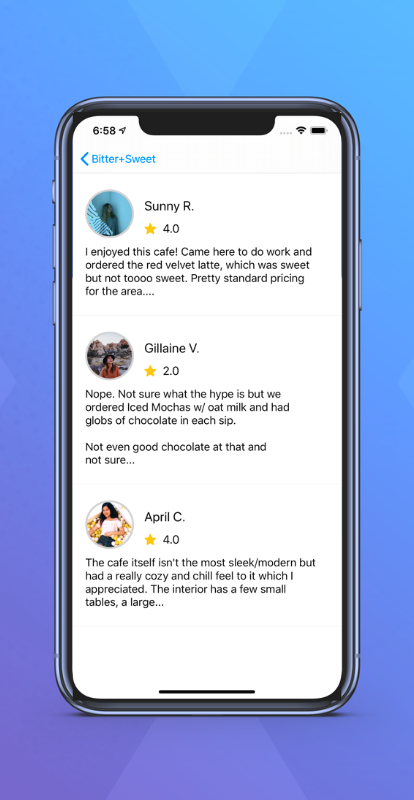 6:58
Bitter+Sweet
Sunny R.
4.0
I enjoyed this cafe! Came here to do work and
ordered the red velvet latte, which was sweet
but not toooo sweet. Pretty standard pricing
for the area....
Gillaine V.
2.0
Nope. Not sure what the hype is but we
ordered Iced Mochas w/ oat milk and had
globs of chocolate in each sip.
Not even good chocolate at that and
not sure...
April C.
4.0
The cafe itself isn't the most sleek/modern but
had a really cozy and chill feel to it which I
appreciated. The interior has a few small
tables, a large...